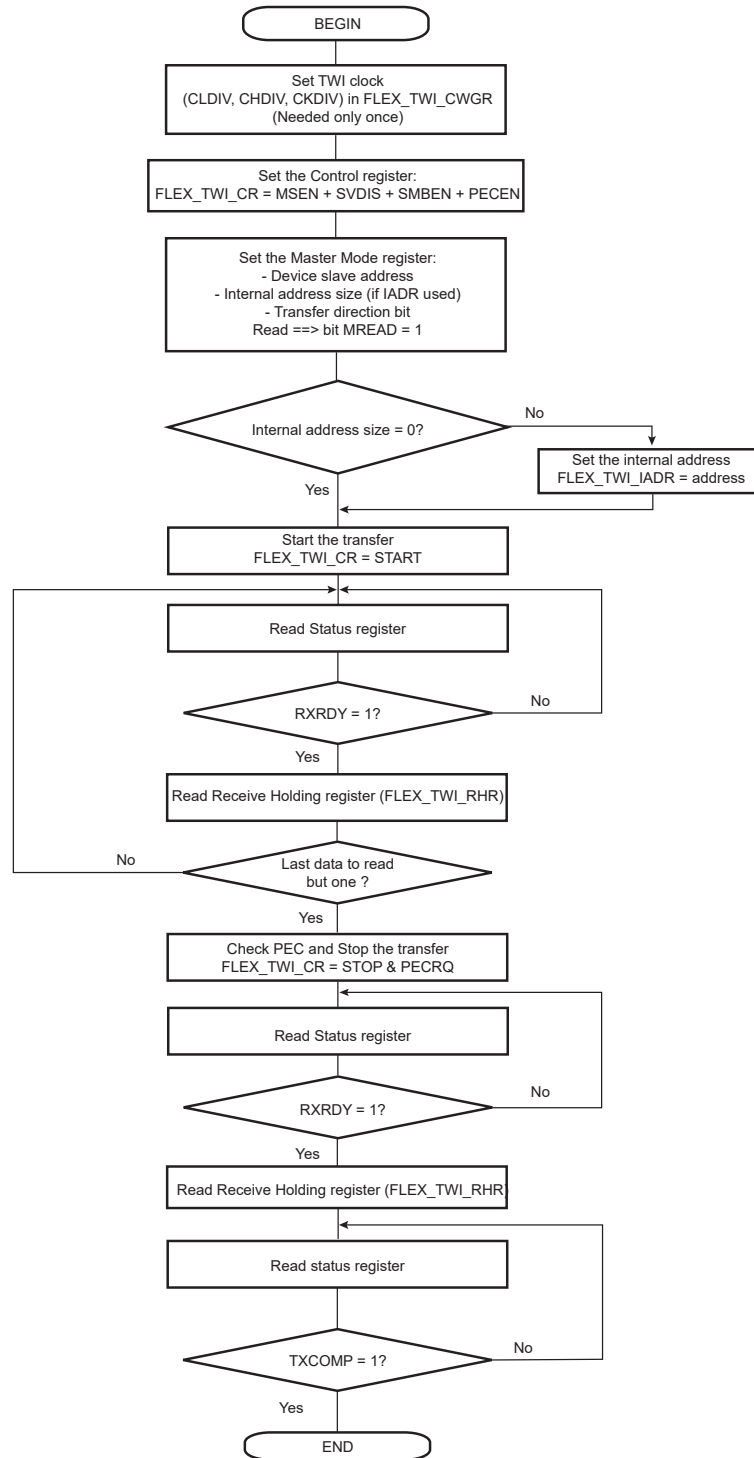 BEGIN
Set TWI clock
(CLDIV, CHDIV, CKDIV) in FLEX_TWI_CWGR
(Needed only once)
Set the Control register:
FLEX_TWI_CR = MSEN + SVDIS + SMBEN + PECEN
Set the Master Mode register:
- Device slave address
- Internal address size (if IADR used)
- Transfer direction bit
Read ==> bit MREAD = 1
Internal address size = 0?
No
Set the internal address
FLEX_TWI_IADR = address
Yes
Start the transfer
FLEX_TWI_CR = START
Read Status register
RXRDY = 1?
No
Yes
Read Receive Holding register (FLEX_TWI_RHR)
Last data to read
but one ?
No
Yes
Check PEC and Stop the transfer
FLEX_TWI_CR = STOP & PECRQ
Read Status register
RXRDY = 1?
No
Yes
Read Receive Holding register (FLEX_TWI_RHR)
Read status register
TXCOMP = 1?
No
Yes
END